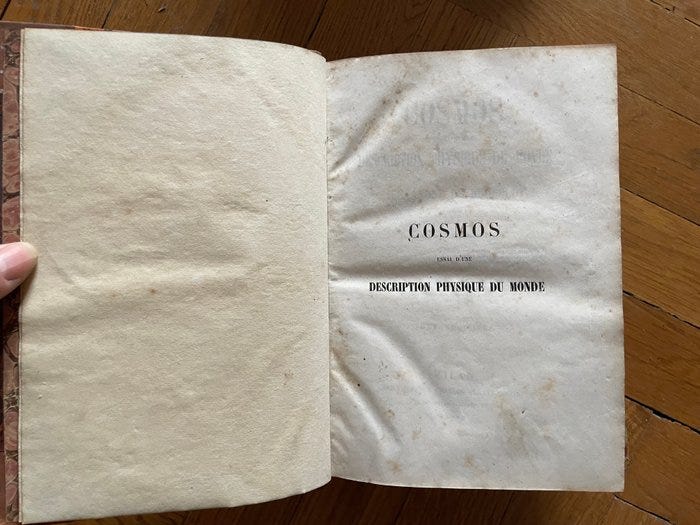 COSMOS
ESSAI D'UNE
DESCRIPTION PHYSIQUE DU MONDE